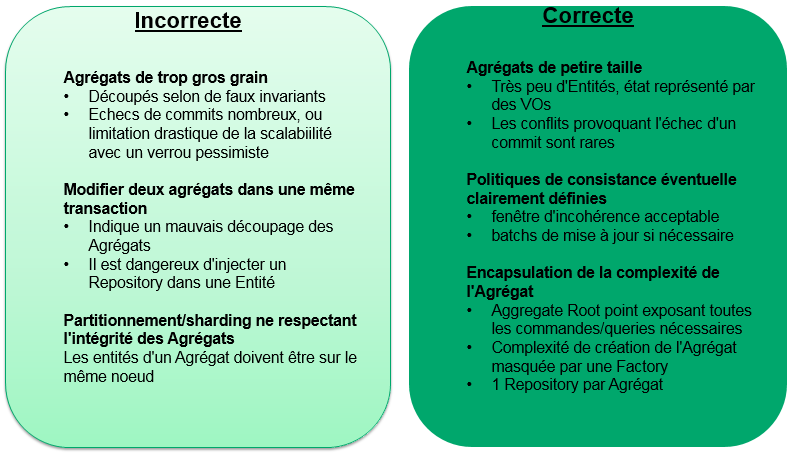 Incorrecte
Agrégats de trop gros grain
• Découpés selon de faux invariants
• Echecs de commits nombreux, ou
limitation drastique de la scalabiilité
avec un verrou pessimiste
Modifier deux agrégats dans une même
transaction
• Indique un mauvais découpage des
Agrégats
• Il est dangereux d'injecter un
Repository dans une Entité
Partitionnement/sharding ne respectant
l'intégrité des Agrégats
Les entités d'un Agrégat doivent être sur le
même noeud
Correcte
Agrégats de petire taille
• Très peu d'Entités, état représenté par
des VOs
• Les conflits provoquant l'échec d'un
commit sont rares
Politiques de consistance éventuelle
clairement définies
• fenêtre d'incohérence acceptable
• batchs de mise à jour si nécessaire
Encapsulation de la complexité de
l'Agrégat
• Aggregate Root point exposant toutes
les commandes/queries nécessaires
• Complexité de création de l'Agrégat
masquée par une Factory
• 1 Repository par Agrégat